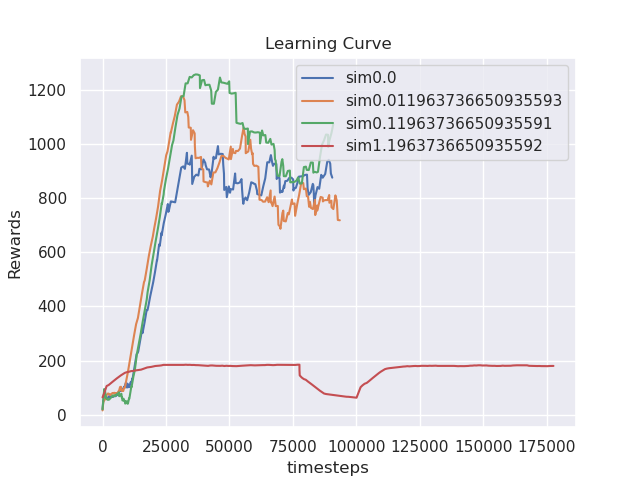 Learning Curve
sim0.0
sim0.011963736650935593
sim0.11963736650935591
sim1.1963736650935592
Rewards
1200
1000
800
600
400
200
0
0 25000 50000 75000 100000 125000 150000 175000
timesteps